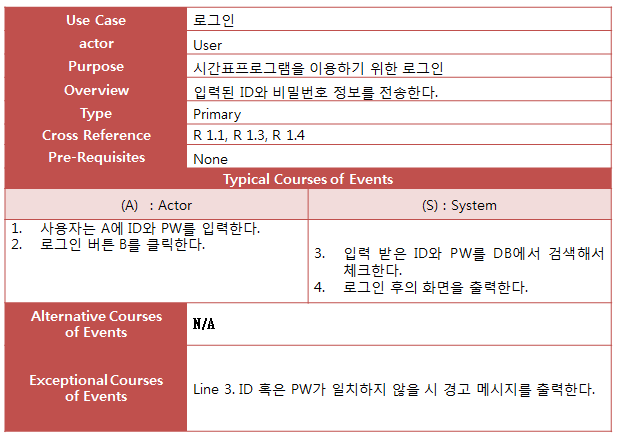 Use Case 로그인
actor User
Purpose 시간표프로그램을 이용하기 위한 로그인
Overview 입력된 ID와 비밀번호 정보를 전송한다.
Type Primary
Cross Reference R 1.1, R 1.3, R 1.4
Pre-Requisites None
Typical Courses of Events
(A) : Actor (S) : System
1. 사용자는 A에 ID와 PW를 입력한다.
2. 로그인 버튼 B를 클릭한다.
3. 입력 받은 ID와 PW를 DB에서 검색해서
체크한다.
4. 로그인 후의 화면을 출력한다.
Alternative Courses
of Events
N/A
Exceptional Courses
of Events
Line 3. ID 혹은 PW가 일치하지 않을 시 경고 메시지를 출력한다.